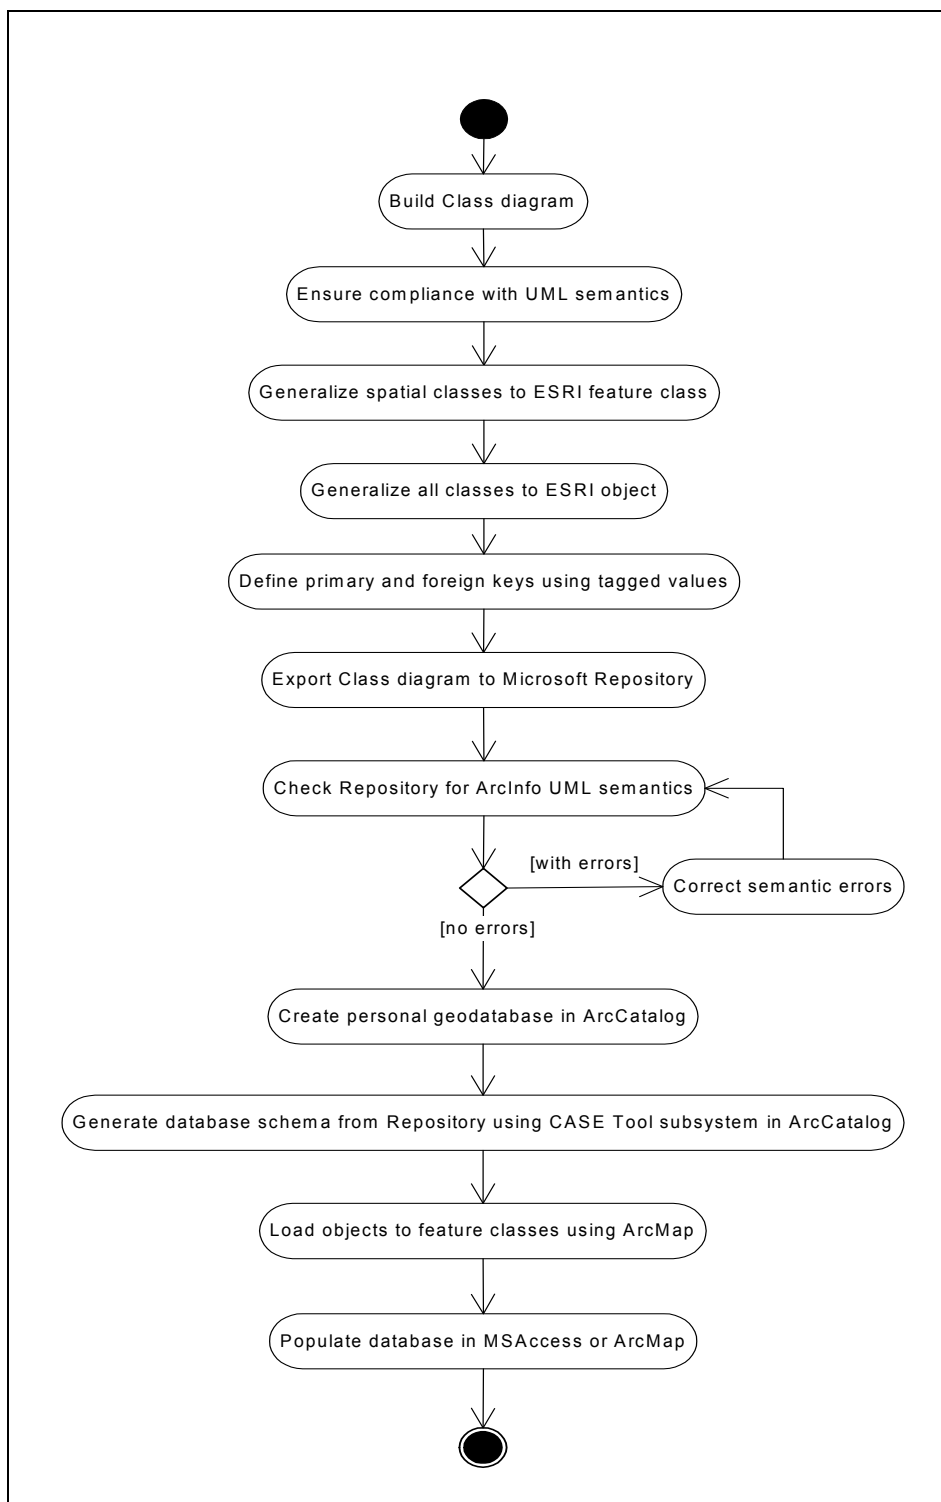 Build Class diagram
Ensure compliance with UML semantics
Generalize spatial classes to ESRI feature class
Generalize all classes to ESRI object
Define primary and foreign keys using tagged values
Export Class diagram to Microsoft Repository
Check Repository for ArcInfo UML semantics
[with errors]
Correct semantic errors
[no errors]
Create personal geodatabase in ArcCatalog
Generate database schema from Repository using CASE Tool subsystem in ArcCatalog
Load objects to feature classes using ArcMap
Populate database in MSAccess or ArcMap